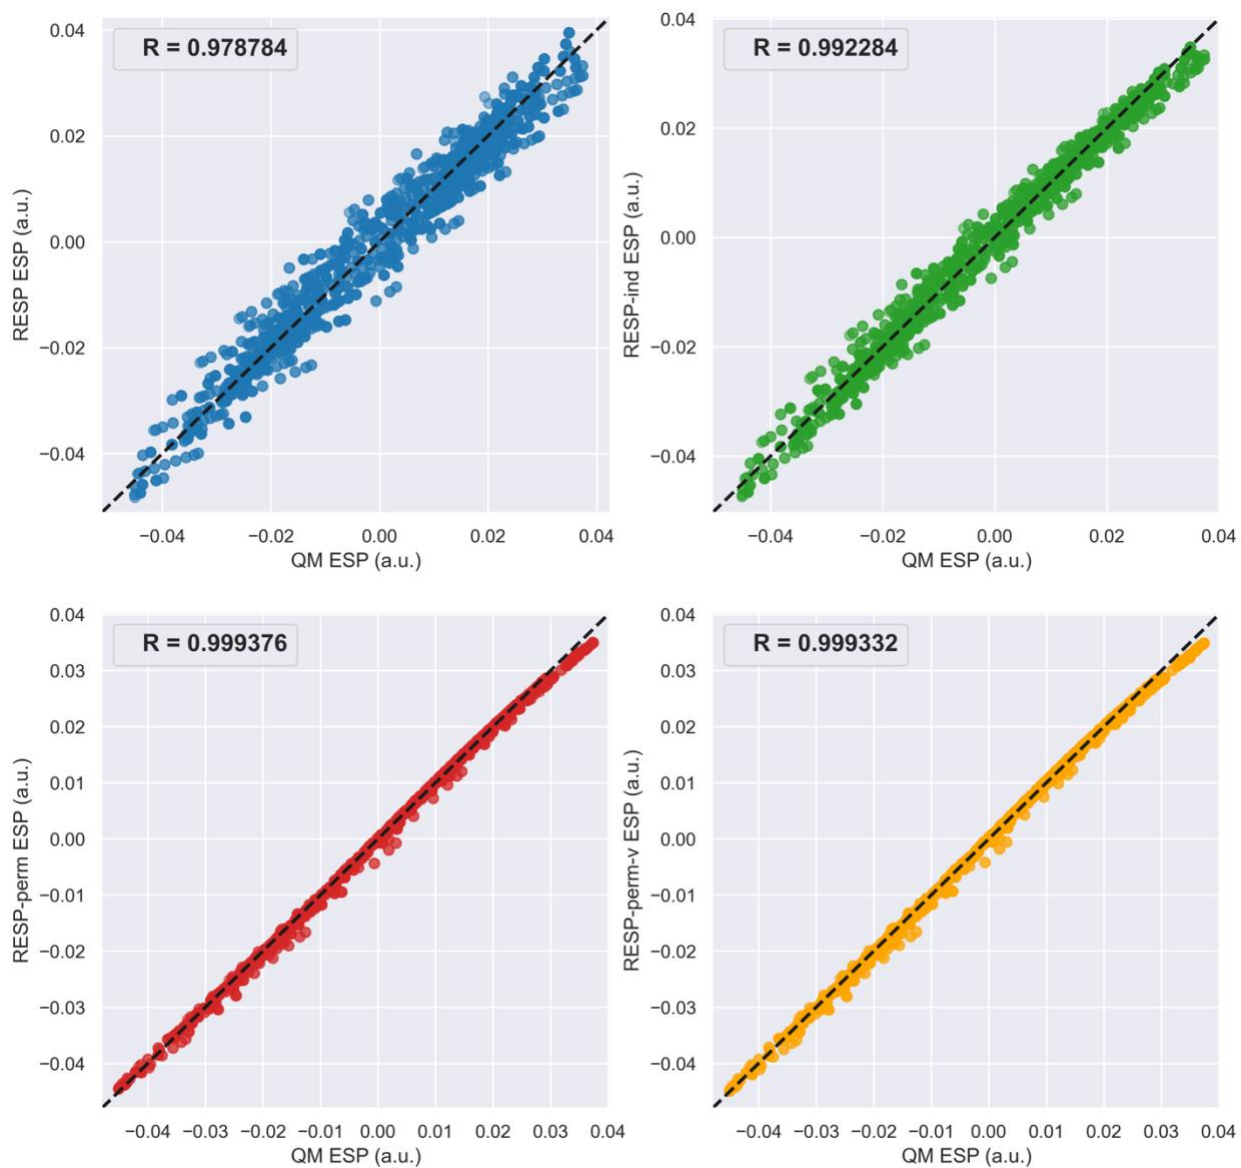 R = 0.978784
0.04
0.02
0.00
−0.02
−0.04
RESP ESP (a.u.)
−0.04 −0.02 0.00 0.02 0.04
QM ESP (a.u.)
R = 0.992284
0.04
0.02
0.00
−0.02
−0.04
RESP-ind ESP (a.u.)
−0.04 −0.02 0.00 0.02 0.04
QM ESP (a.u.)
R = 0.999376
0.04
0.03
0.02
0.01
0.00
−0.01
−0.02
−0.03
−0.04
RESP-perm ESP (a.u.)
−0.04 −0.03 −0.02 −0.01 0.00 0.01 0.02 0.03 0.04
QM ESP (a.u.)
R = 0.999332
0.04
0.03
0.02
0.01
0.00
−0.01
−0.02
−0.03
−0.04
RESP-perm-v ESP (a.u.)
−0.04 −0.03 −0.02 −0.01 0.00 0.01 0.02 0.03 0.04
QM ESP (a.u.)